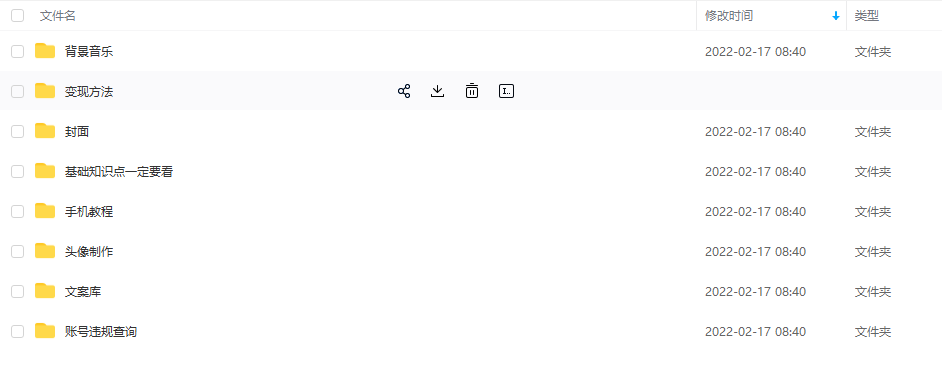 文件名 修改时间 类型
背景音乐 2022-02-17 08:40 文件夹
变现方法
封面 2022-02-17 08:40 文件夹
基础知识点一定要看 2022-02-17 08:40 文件夹
手机教程 2022-02-17 08:40 文件夹
头像制作 2022-02-17 08:40 文件夹
文案库 2022-02-17 08:40 文件夹
账号违规查询 2022-02-17 08:40 文件夹